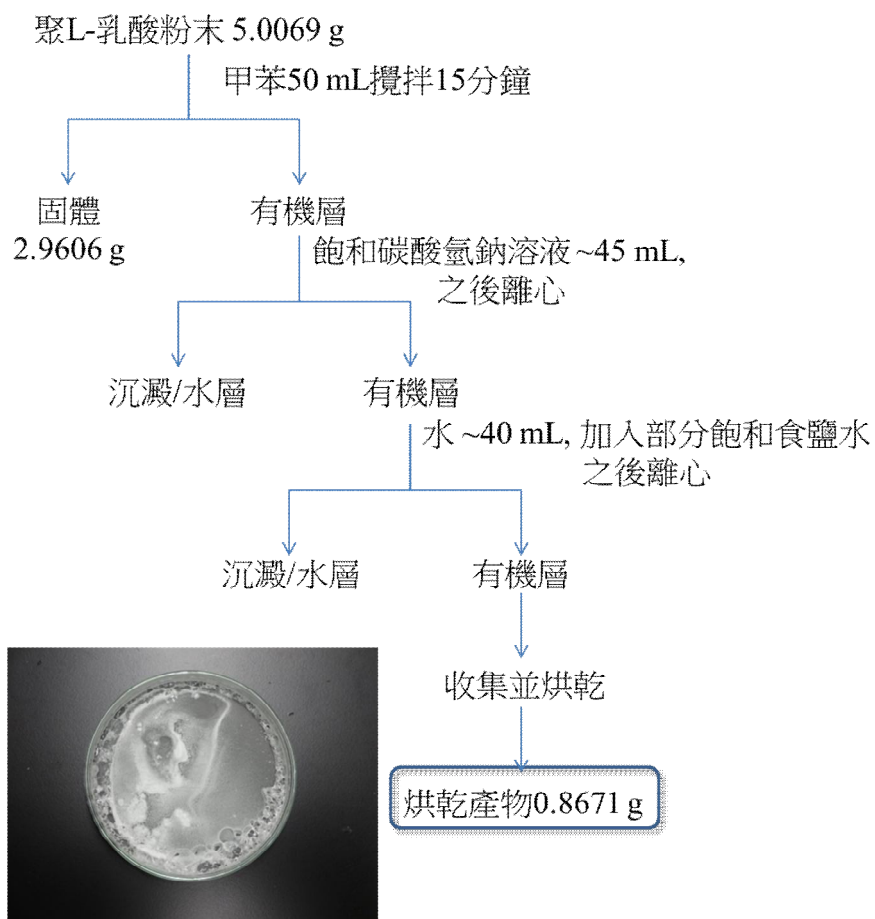 聚L-乳酸粉末 5.0069 g
甲苯50 mL攪拌15分鐘
固體
2.9606 g
有機層
飽和碳酸氫鈉溶液 ~45 mL,
之後離心
沉澱/水層
有機層
水 ~40 mL, 加入部分飽和食鹽水
之後離心
沉澱/水層
有機層
收集並烘乾
烘乾產物0.8671 g